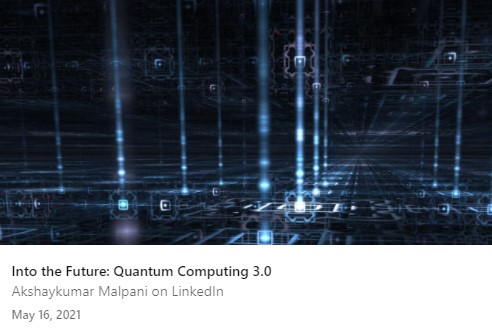 Into the Future: Quantum Computing 3.0
Akshaykumar Malpani on LinkedIn
May 16, 2021